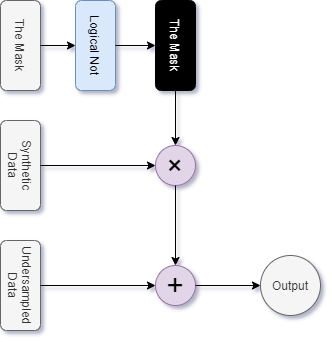 The Mask
Logical Not
The Mask
Synthetic
Data
×
Undersampled
Data
+
Output